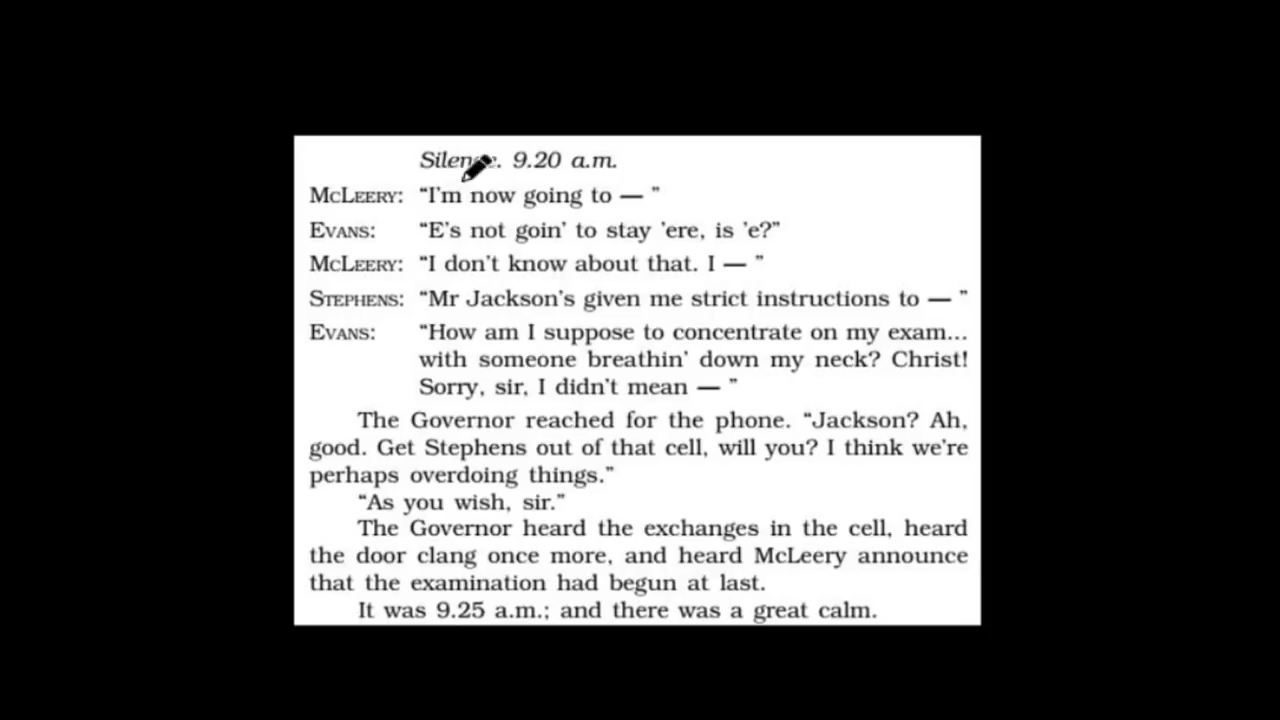 Silence. 9.20 a.m.
McLeery: “I'm now going to — ”
Evans: “E's not goin' to stay 'ere, is 'e?”
McLeery: “I don't know about that. I — ”
Stephens: “Mr Jackson's given me strict instructions to — ”
Evans: “How am I suppose to concentrate on my exam...
with someone breathin' down my neck? Christ!
Sorry, sir, I didn't mean — ”
The Governor reached for the phone. “Jackson? Ah,
good. Get Stephens out of that cell, will you? I think we're
perhaps overdoing things.”
“As you wish, sir.”
The Governor heard the exchanges in the cell, heard
the door clang once more, and heard McLeery announce
that the examination had begun at last.
It was 9.25 a.m.; and there was a great calm.